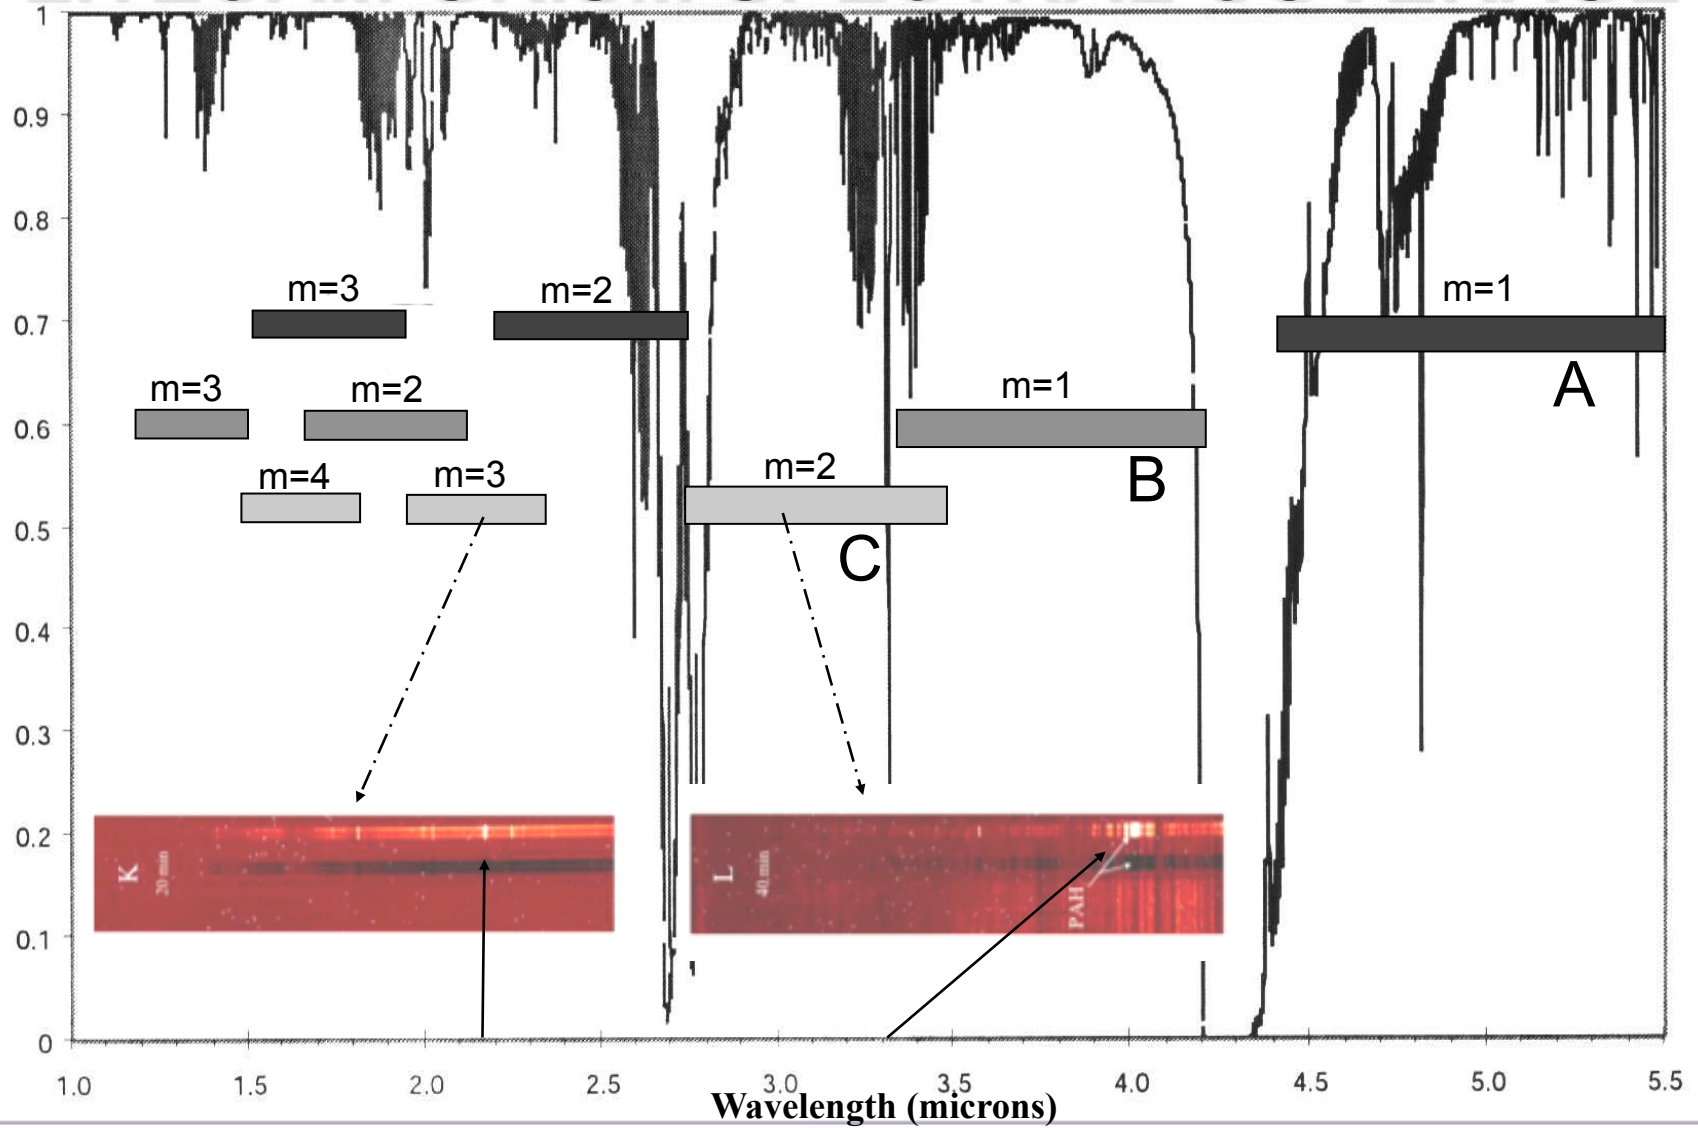 1
0.9
0.8
m=3
m=2
m=1
0.7
A
m=3
m=2
m=1
0.6
m=4
m=3
m=2
B
0.5
C
0.4
0.3
0.2
K
20 min
L
40 min
PAH
0.1
0
1.0 1.5 2.0 2.5 3.0 3.5 4.0 4.5 5.0 5.5
Wavelength (microns)